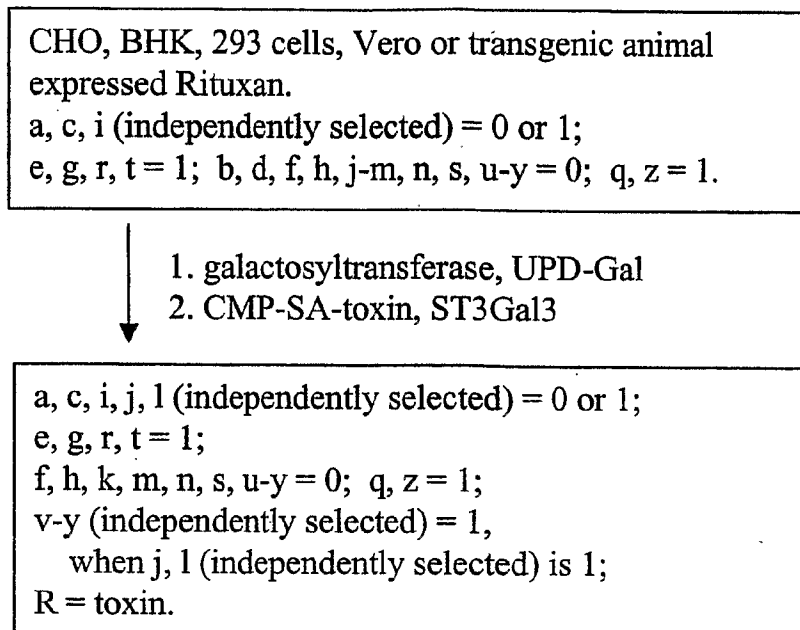 CHO, BHK, 293 cells, Vero or transgenic animal
expressed Rituxan.
a, c, i (independently selected) = 0 or 1;
e, g, r, t = 1; b, d, f, h, j-m, n, s, u-y = 0; q, z = 1.
1. galactosyltransferase, UPD-Gal
2. CMP-SA-toxin, ST3Gal3
a, c, i, j, l (independently selected) = 0 or 1;
e, g, r, t = 1;
f, h, k, m, n, s, u-y = 0; q, z = 1;
v-y (independently selected) = 1,
when j, l (independently selected) is 1;
R = toxin.